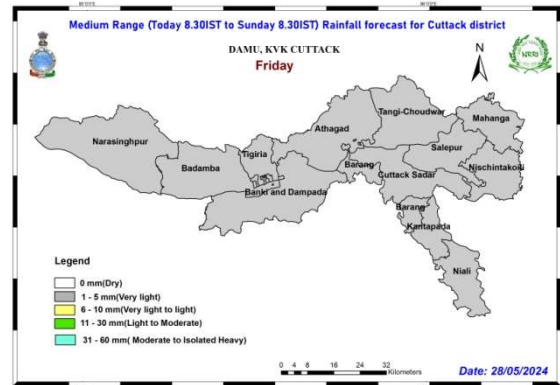 Medium Range (Today 8.30IST to Sunday 8.30IST) Rainfall forecast for Cuttack district
DAMU, KVK CUTTACK
Friday
N
NRRI
Tangi-Choudwar
Mahanga
Athagad
Narasinghpur
Salepur
Tigiria
Badamba
Barang
Nischintakoili
Cuttack Sadar
Banki and Dampada
Barang
Kantapada
Niali
Legend
0 mm(Dry)
1 - 5 mm(Very light)
6 - 10 mm(Very light to light)
11 - 30 mm(Light to Moderate)
31 - 60 mm( Moderate to Isolated Heavy)
0 4 8 16 24 32
Kilometers
Date: 28/05/2024